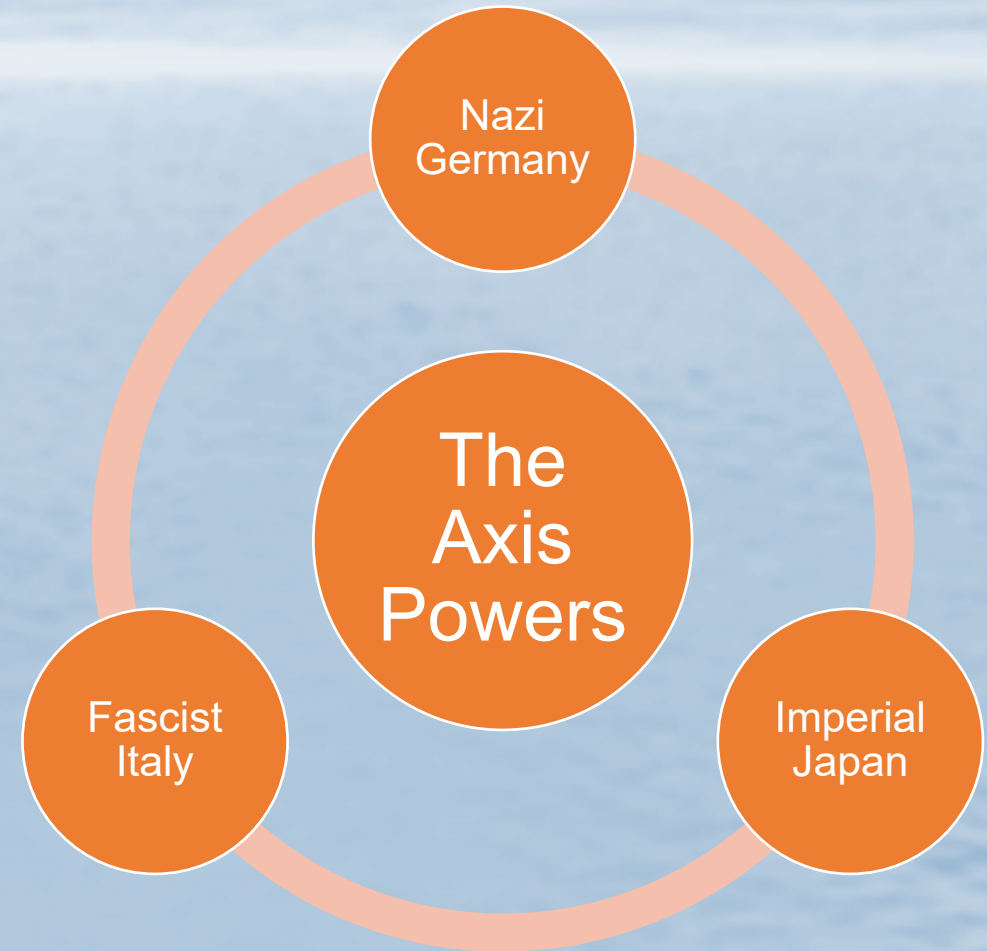 Nazi
Germany
The
Axis
Powers
Fascist
Italy
Imperial
Japan